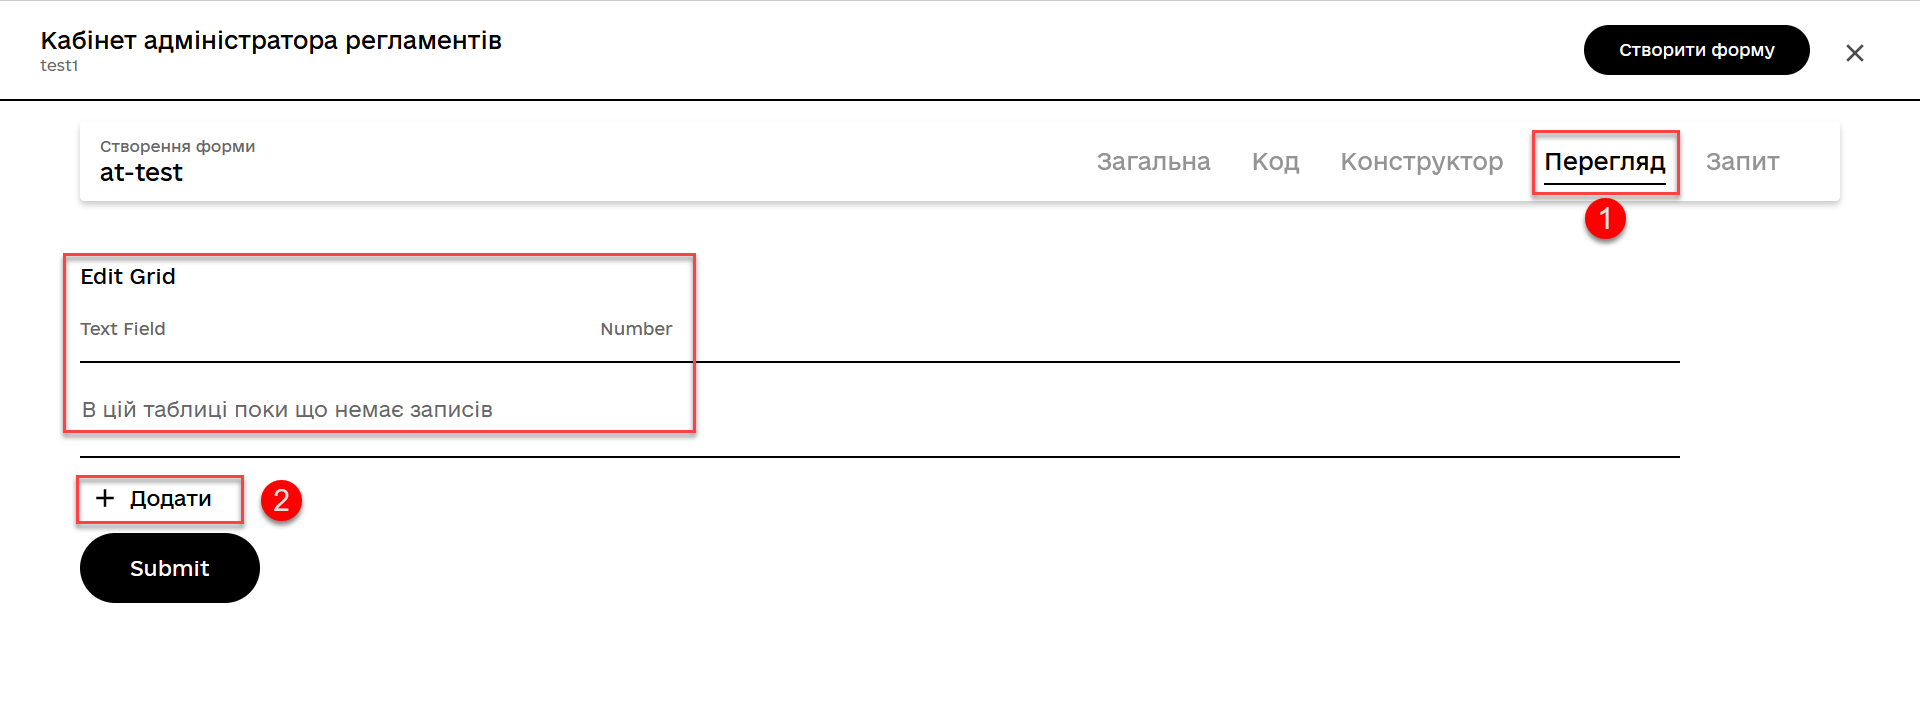 Кабінет адміністратора регламентів
test1
Створити форму
Створення форми
at-test
Загальна Код Конструктор Перегляд Запит
1
Edit Grid
Text Field Number
В цій таблиці поки що немає записів
+ Додати
2
Submit